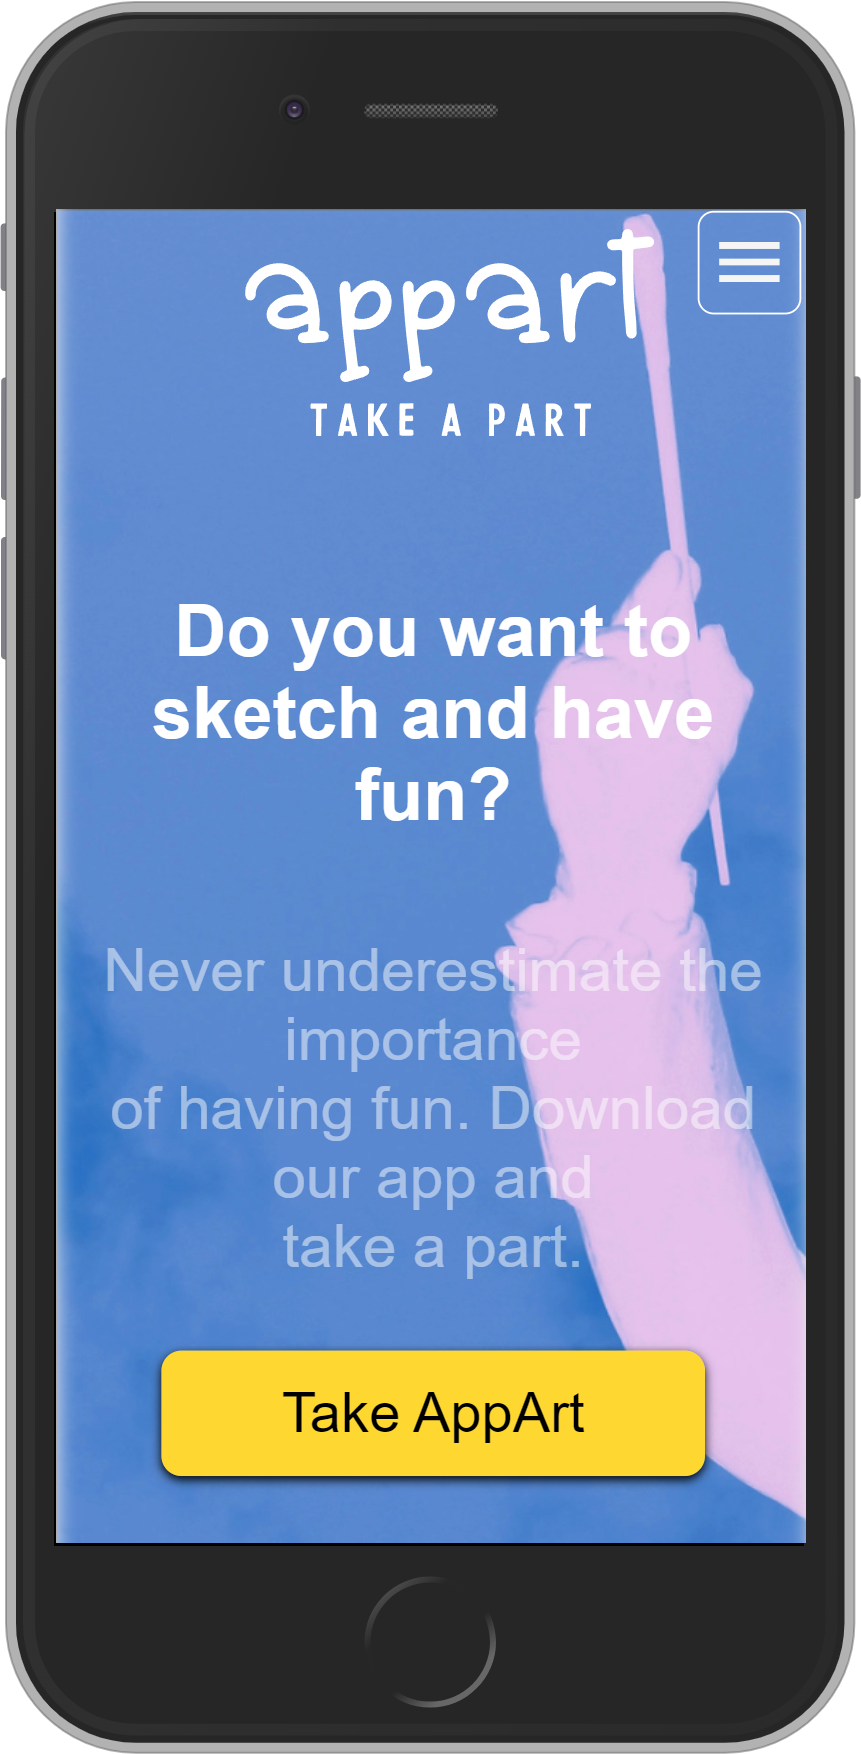 appart
TAKE A PART
Do you want to
sketch and have
fun?
Never underestimate the
importance
of having fun. Download
our app and
take a part.
Take AppArt